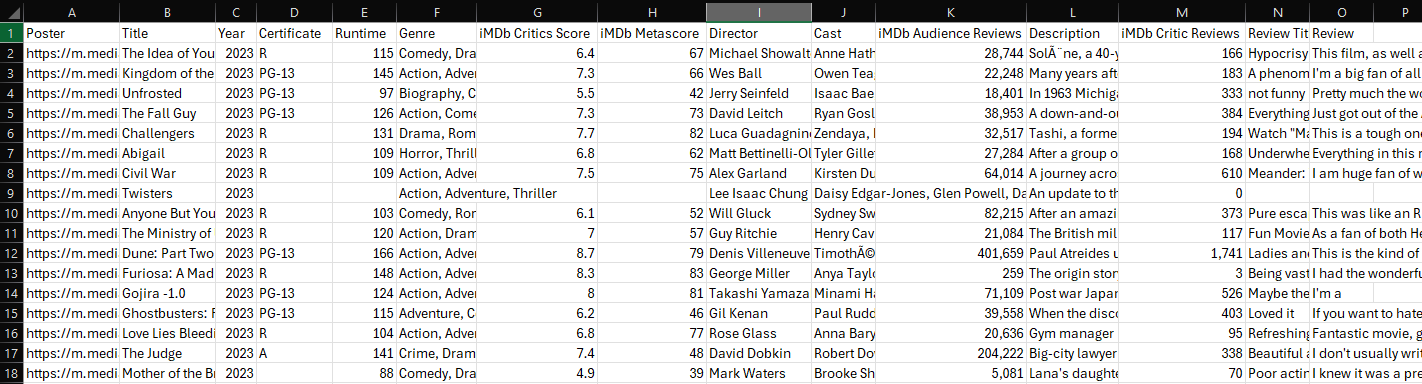 A B C D E F G H I J K L M N O P
1 Poster Title Year Certificate Runtime Genre iMDb Critics Score iMDb Metascore Director Cast iMDb Audience Reviews Description iMDb Critic Reviews Review Tit Review
2 https://m.medi The Idea of You 2023 R 115 Comedy, Dra 6.4 67 Michael Showalt Anne Hath 28,744 SolÃ¨ne, a 40-y 166 Hypocrisy This film, as well a
3 https://m.medi Kingdom of the 2023 PG-13 145 Action, Adve 7.3 66 Wes Ball Owen Tea 22,248 Many years aft 183 A phenom I'm a big fan of all
4 https://m.medi Unfrosted 2023 PG-13 97 Biography, C 5.5 42 Jerry Seinfeld Isaac Bae 18,401 In 1963 Michiga 333 not funny Pretty much the wo
5 https://m.medi The Fall Guy 2023 PG-13 126 Action, Come 7.3 73 David Leitch Ryan Gosl 38,953 A down-and-ou 384 Everything Just got out of the
6 https://m.medi Challengers 2023 R 131 Drama, Rom 7.7 82 Luca Guadagnin Zendaya, 32,517 Tashi, a forme 194 Watch "Ma This is a tough on
7 https://m.medi Abigail 2023 R 109 Horror, Thril 6.8 62 Matt Bettinelli-Ol Tyler Gille 27,284 After a group o 168 Underwhe Everything in this
8 https://m.medi Civil War 2023 R 109 Action, Adve 7.5 75 Alex Garland Kirsten Du 64,014 A journey acro 610 Meander: I am huge fan of w
9 https://m.medi Twisters 2023 Action, Adventure, Thriller Lee Isaac Chung Daisy Edgar-Jones, Glen Powell, Da An update to th 0
10 https://m.medi Anyone But You 2023 R 103 Comedy, Ror 6.1 52 Will Gluck Sydney Sw 82,215 After an amazi 373 Pure esca This was like an R
11 https://m.medi The Ministry of 2023 R 120 Action, Dram 7 57 Guy Ritchie Henry Cav 21,084 The British mil 117 Fun Movie As a fan of both He
12 https://m.medi Dune: Part Two 2023 PG-13 166 Action, Adve 8.7 79 Denis Villeneuve TimothÃ© 401,659 Paul Atreides u 1,741 Ladies an This is the kind of
13 https://m.medi Furiosa: A Mad 2023 R 148 Action, Adve 8.3 83 George Miller Anya Taylo 259 The origin stor 3 Being vast I had the wonderfu
14 https://m.medi Gojira -1.0 2023 PG-13 124 Action, Adve 8 81 Takashi Yamaza Minami Ha 71,109 Post war Japar 526 Maybe the I'm a
15 https://m.medi Ghostbusters: F 2023 PG-13 115 Adventure, C 6.2 46 Gil Kenan Paul Rudd 39,558 When the disco 403 Loved it If you want to hate
16 https://m.medi Love Lies Bleedi 2023 R 104 Action, Adve 6.8 77 Rose Glass Anna Bary 20,636 Gym manager 95 Refreshing Fantastic movie, g
17 https://m.medi The Judge 2023 A 141 Crime, Dram 7.4 48 David Dobkin Robert Do 204,222 Big-city lawyer 338 Beautiful I don't usually wri
18 https://m.medi Mother of the B 2023 88 Comedy, Dra 4.9 39 Mark Waters Brooke Sh 5,081 Lana's daught 70 Poor actin I knew it was a pre